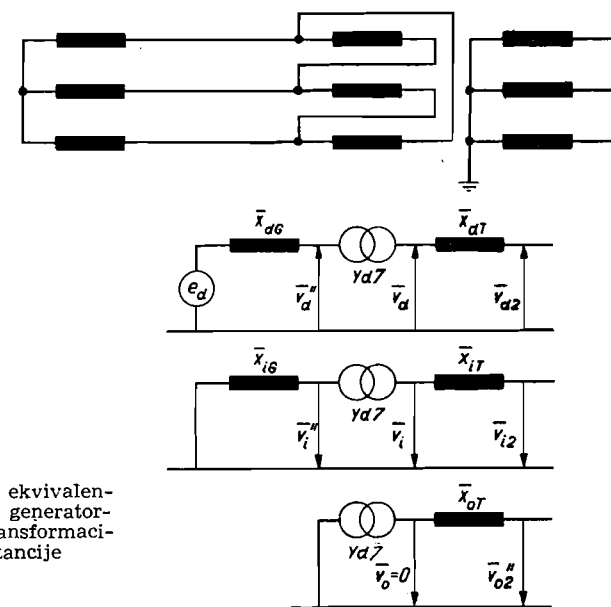 x̄dG
x̄dT
ed
v̄d"
Yd7
v̄d
v̄d2
x̄iG
x̄iT
v̄i"
Yd7
v̄i
v̄i2
x̄oT
Yd7
v̄o=0
v̄o2"
ekvivalen-
generator-
ansformaci-
tancije